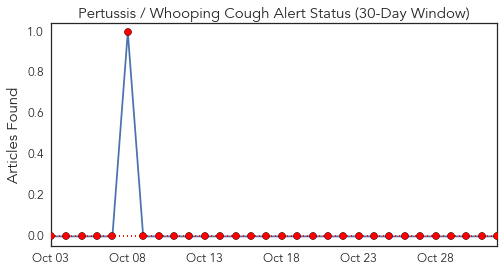 Pertussis / Whooping Cough Alert Status (30-Day Window)
Articles Found
1.0
0.8
0.6
0.4
0.2
0.0
Oct 03 Oct 08 Oct 13 Oct 18 Oct 23 Oct 28